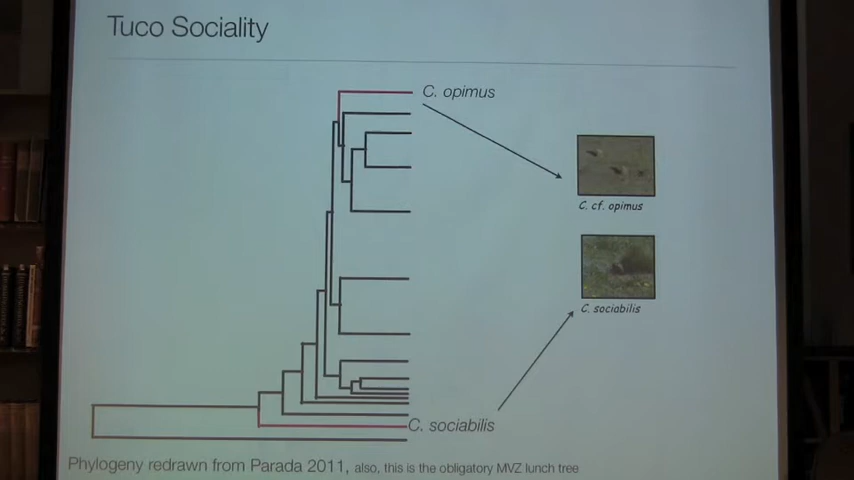 Tuco Sociality
C. opimus
C. cf. opimus
C. sociabilis
C. sociabilis
Phylogeny redrawn from Parada 2011, also, this is the obligatory MVZ lunch tree